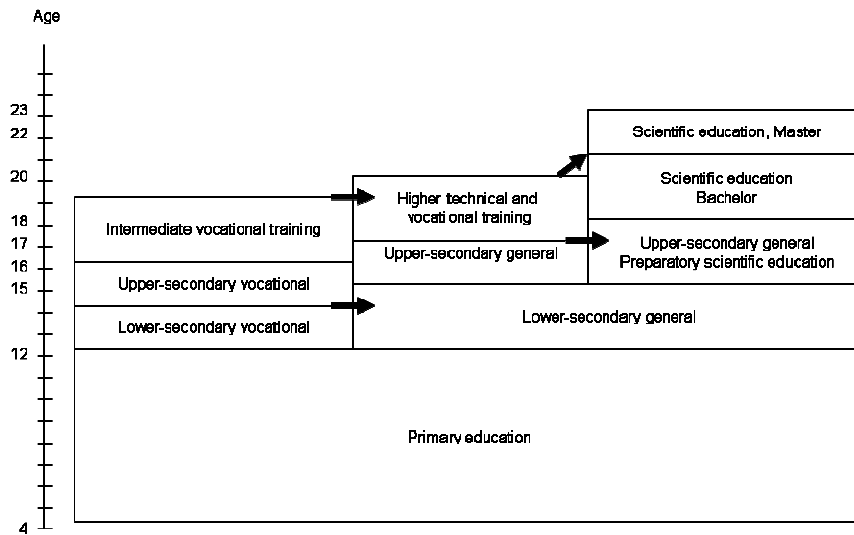 Age
23
22
20
18
17
16
15
12
4
Scientific education, Master
Scientific education
Bachelor
Higher technical and
vocational training
Intermediate vocational training
Upper-secondary general
Preparatory scientific education
Upper-secondary general
Upper-secondary vocational
Lower-secondary general
Lower-secondary vocational
Primary education